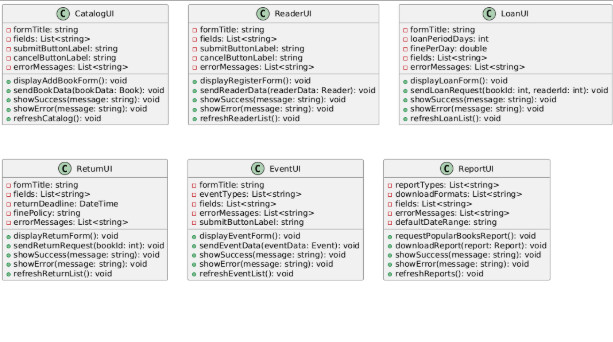 C CatalogUI
formTitle: string
fields: List<string>
submitButtonLabel: string
cancelButtonLabel: string
errorMessages: List<string>
displayAddBookForm(): void
sendBookData(bookData: Book): void
showSuccess(message: string): void
showError(message: string): void
refreshCatalog(): void
C ReaderUI
formTitle: string
fields: List<string>
submitButtonLabel: string
cancelButtonLabel: string
errorMessages: List<string>
displayRegisterForm(): void
sendReaderData(readerData: Reader): void
showSuccess(message: string): void
showError(message: string): void
refreshReaderList(): void
C LoanUI
formTitle: string
loanPeriodDays: int
finePerDay: double
fields: List<string>
errorMessages: List<string>
displayLoanForm(): void
sendLoanRequest(bookId: int, readerId: int): void
showSuccess(message: string): void
showError(message: string): void
refreshLoanList(): void
C ReturnUI
formTitle: string
fields: List<string>
returnDeadline: DateTime
finePolicy: string
errorMessages: List<string>
displayReturnForm(): void
sendReturnRequest(bookId: int): void
showSuccess(message: string): void
showError(message: string): void
refreshReturnList(): void
C EventUI
formTitle: string
eventTypes: List<string>
fields: List<string>
errorMessages: List<string>
submitButtonLabel: string
displayEventForm(): void
sendEventData(eventData: Event): void
showSuccess(message: string): void
showError(message: string): void
refreshEventList(): void
C ReportUI
reportTypes: List<string>
downloadFormats: List<string>
fields: List<string>
errorMessages: List<string>
defaultDateRange: string
requestPopularBooksReport(): void
downloadReport(report: Report): void
showSuccess(message: string): void
showError(message: string): void
refreshReports(): void